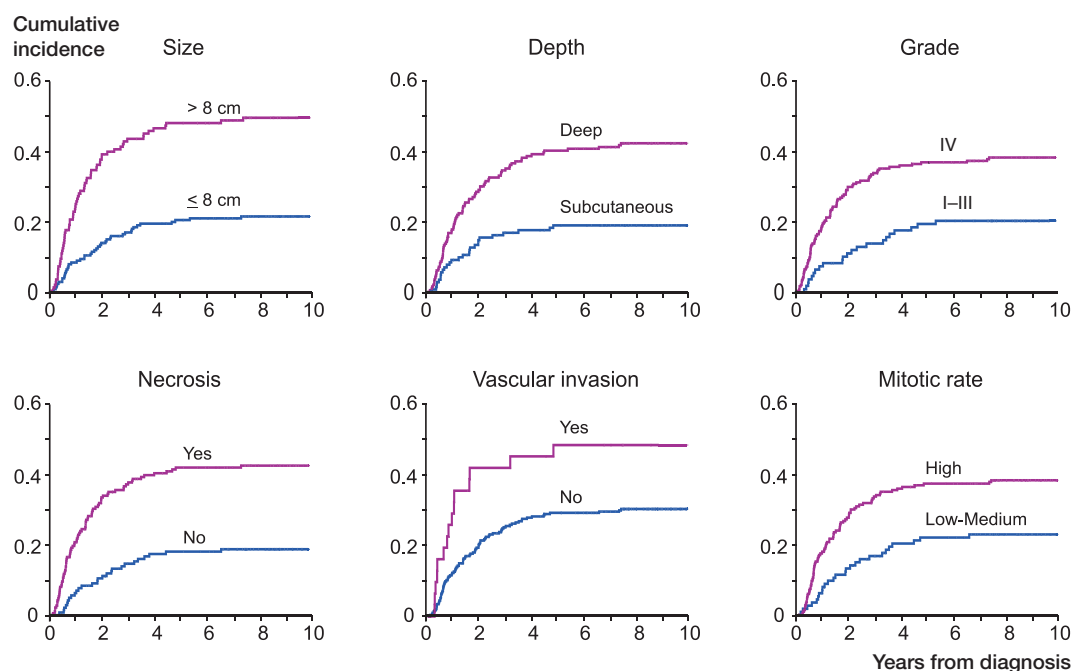 Cumulative
incidence
Size
0.6
0.4
0.2
0
> 8 cm
≤ 8 cm
0 2 4 6 8 10
Depth
0.6
0.4
0.2
0
Deep
Subcutaneous
0 2 4 6 8 10
Grade
0.6
0.4
0.2
0
IV
I–III
0 2 4 6 8 10
Necrosis
0.6
0.4
0.2
0
Yes
No
0 2 4 6 8 10
Vascular invasion
0.6
0.4
0.2
0
Yes
No
0 2 4 6 8 10
Mitotic rate
0.6
0.4
0.2
0
High
Low-Medium
0 2 4 6 8 10
Years from diagnosis